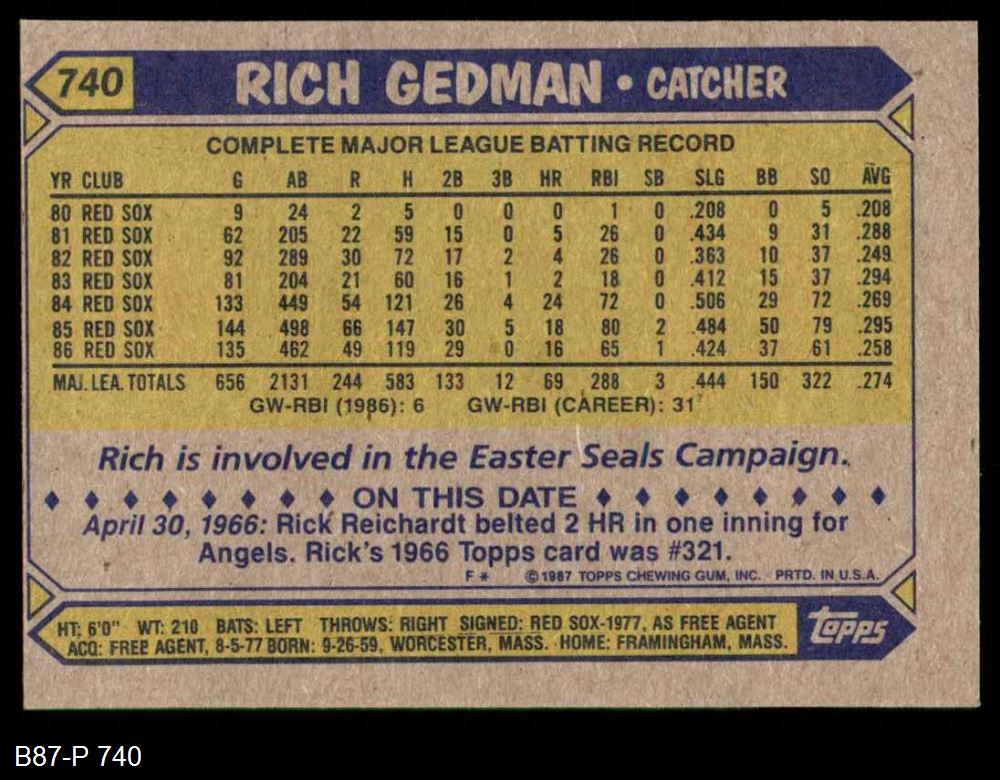 740 RICH GEDMAN • CATCHER
COMPLETE MAJOR LEAGUE BATTING RECORD
YR CLUB G AB R H 2B 3B HR RBI SB SLG BB SO AVG
80 RED SOX 9 24 2 5 0 0 0 1 0 .208 0 5 .208
81 RED SOX 62 205 22 59 15 0 5 26 0 .434 9 31 .288
82 RED SOX 92 289 30 72 17 2 4 26 0 .363 10 37 .249
83 RED SOX 81 204 21 60 16 1 2 18 0 .412 15 37 .294
84 RED SOX 133 449 54 121 26 4 24 72 0 .506 29 72 .269
85 RED SOX 144 498 66 147 30 5 18 80 2 .484 50 79 .295
86 RED SOX 135 462 49 119 29 0 16 65 1 .424 37 61 .258
MAJ. LEA. TOTALS 656 2131 244 583 133 12 69 288 3 .444 150 322 .274
GW-RBI (1986): 6 GW-RBI (CAREER): 31
Rich is involved in the Easter Seals Campaign.
♦ ♦ ♦ ♦ ♦ ♦ ♦ ♦ ON THIS DATE ♦ ♦ ♦ ♦ ♦ ♦ ♦ ♦
April 30, 1966: Rick Reichardt belted 2 HR in one inning for
Angels. Rick's 1966 Topps card was #321.
F * ©1987 TOPPS CHEWING GUM, INC. PRTD. IN U.S.A.
HT: 6'0" WT: 210 BATS: LEFT THROWS: RIGHT SIGNED: RED SOX-1977, AS FREE AGENT
ACQ: FREE AGENT, 8-5-77 BORN: 9-26-59, WORCESTER, MASS. HOME: FRAMINGHAM, MASS.
topps
B87-P 740